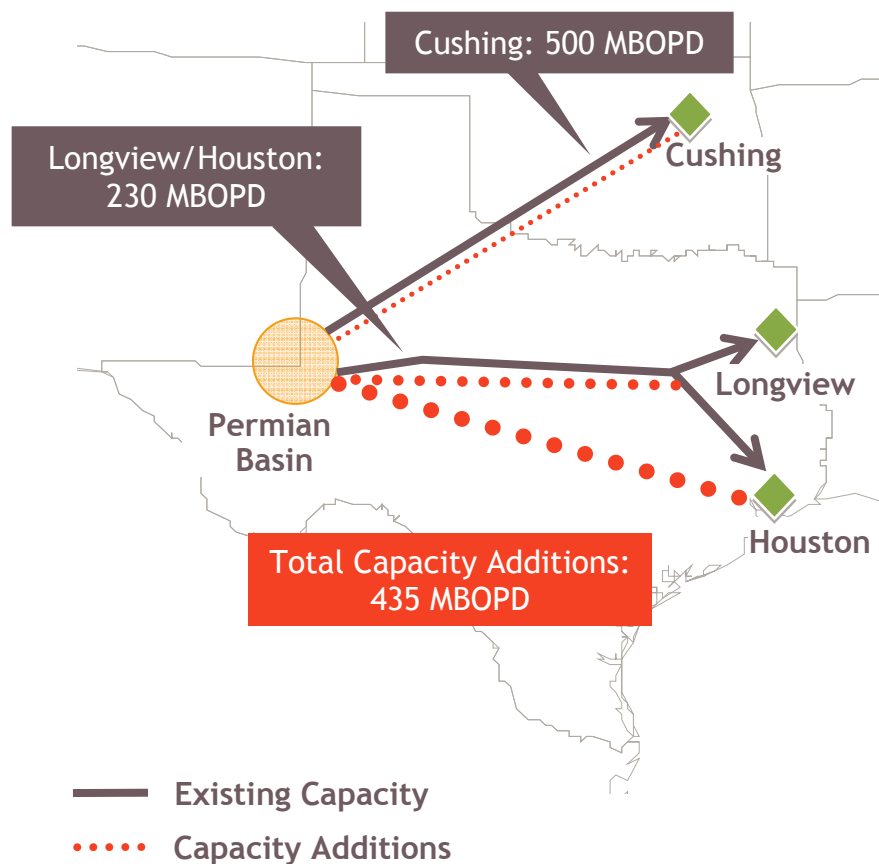 Cushing: 500 MBOPD
Longview/Houston:
230 MBOPD
Cushing
Longview
Permian
Basin
Houston
Total Capacity Additions:
435 MBOPD
Existing Capacity
Capacity Additions